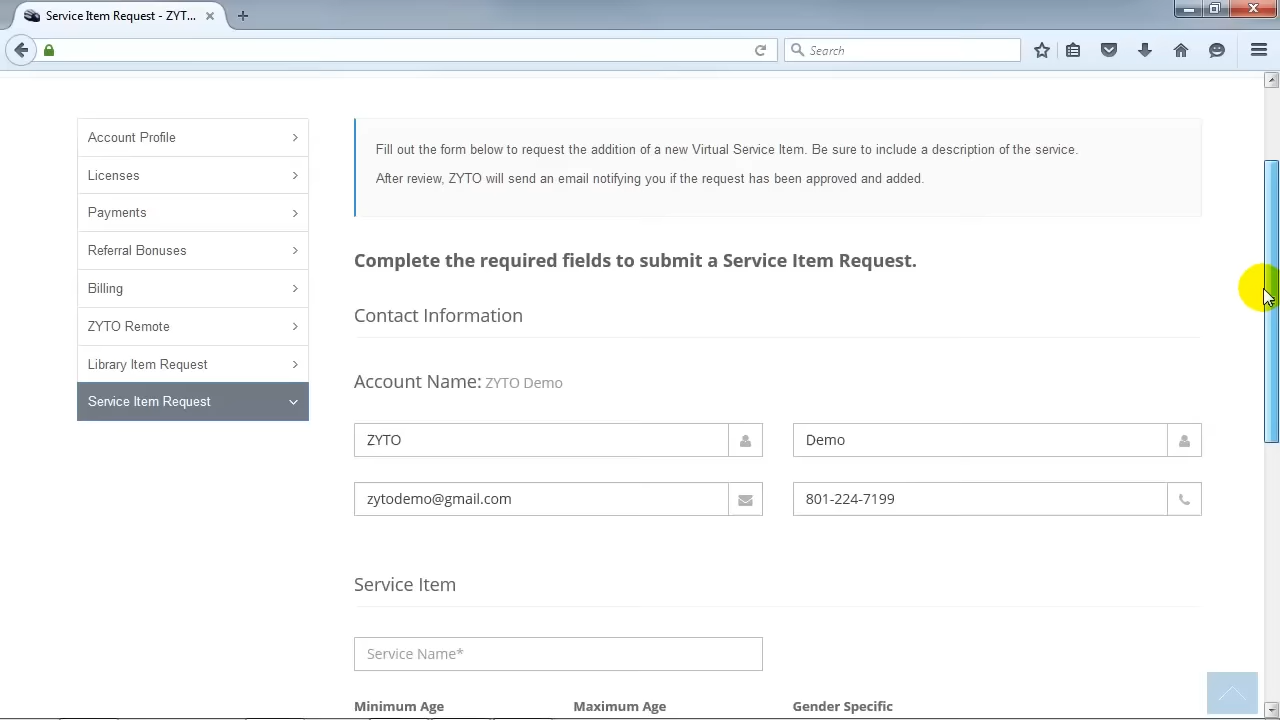 Service Item Request - ZYT...
Search
Account Profile
Licenses
Payments
Referral Bonuses
Billing
ZYTO Remote
Library Item Request
Service Item Request
Fill out the form below to request the addition of a new Virtual Service Item. Be sure to include a description of the service.
After review, ZYTO will send an email notifying you if the request has been approved and added.
Complete the required fields to submit a Service Item Request.
Contact Information
Account Name: ZYTO Demo
ZYTO
Demo
zytodemo@gmail.com
801-224-7199
Service Item
Service Name*
Minimum Age
Maximum Age
Gender Specific